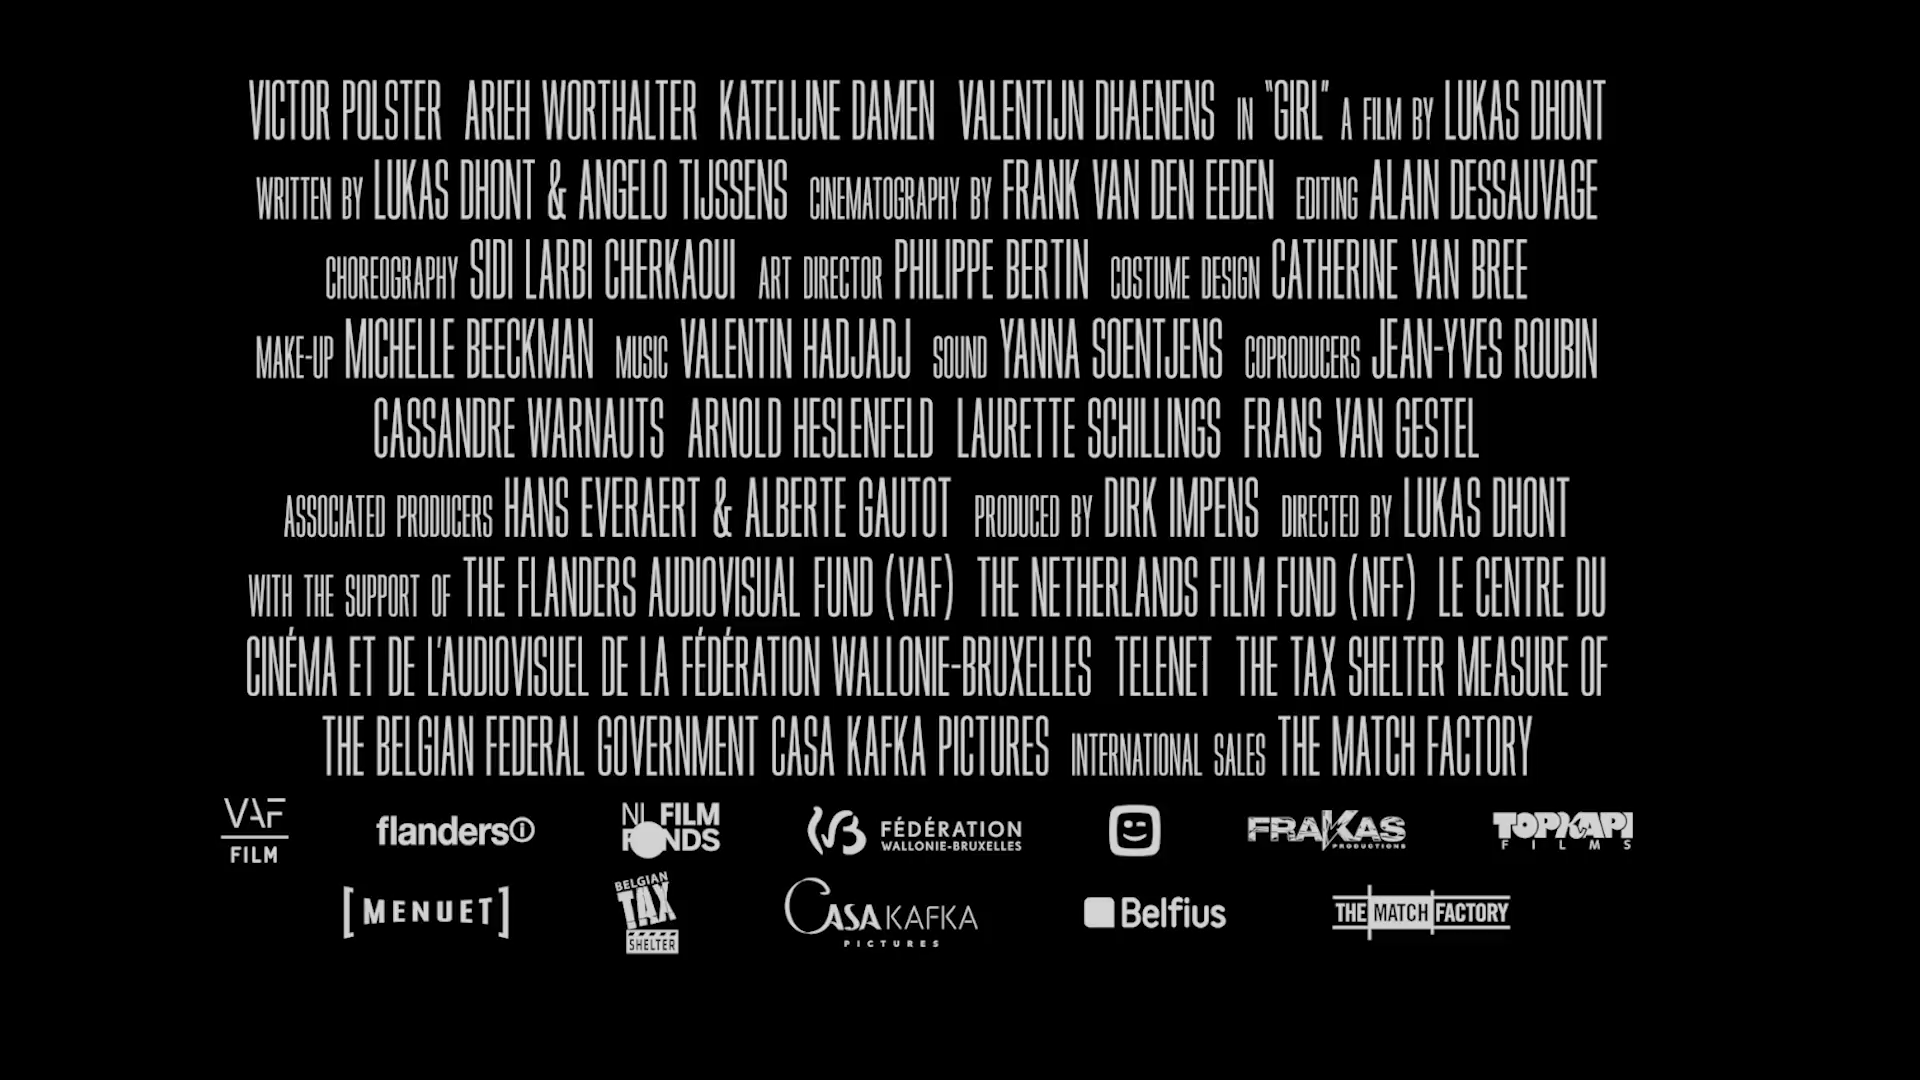 VICTOR POLSTER ARIEH WORTHALTER KATELIJNE DAMEN VALENTIJN DHAENENS IN "GIRL" A FILM BY LUKAS DHONT
WRITTEN BY LUKAS DHONT & ANGELO TIJSSENS CINEMATOGRAPHY BY FRANK VAN DEN EEDEN EDITING ALAIN DESSAUVAGE
CHOREOGRAPHY SIDI LARBI CHERKAOUI ART DIRECTOR PHILIPPE BERTIN COSTUME DESIGN CATHERINE VAN BREE
MAKE-UP MICHELLE BEECKMAN MUSIC VALENTIN HADJADJ SOUND YANNA SOENTJENS COPRODUCERS JEAN-YVES ROUBIN
CASSANDRE WARNAUTS ARNOLD HESLENFELD LAURETTE SCHILLINGS FRANS VAN GESTEL
ASSOCIATED PRODUCERS HANS EVERAERT & ALBERTE GAUTOT PRODUCED BY DIRK IMPENS DIRECTED BY LUKAS DHONT
WITH THE SUPPORT OF THE FLANDERS AUDIOVISUAL FUND (VAF) THE NETHERLANDS FILM FUND (NFF) LE CENTRE DU
CINÉMA ET DE L'AUDIOVISUEL DE LA FÉDÉRATION WALLONIE-BRUXELLES TELENET THE TAX SHELTER MEASURE OF
THE BELGIAN FEDERAL GOVERNMENT CASA KAFKA PICTURES INTERNATIONAL SALES THE MATCH FACTORY
VAF
FILM
flanders i
NL FILM
FONDS
FÉDÉRATION
WALLONIE-BRUXELLES
FRAKAS
PRODUCTIONS
TOPKAPI
FILMS
[MENUET]
BELGIAN
TAX
SHELTER
CASA KAFKA
PICTURES
Belfius
THE MATCH FACTORY